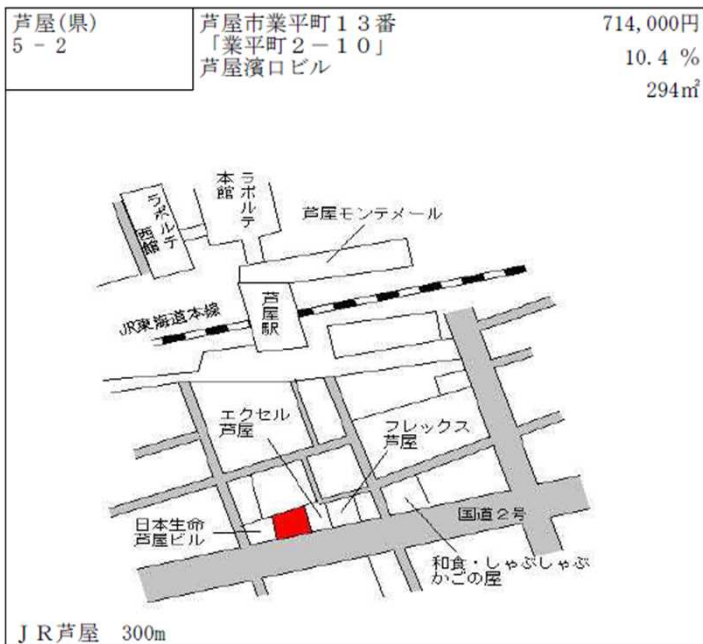 芦屋(県)
5 - 2
芦屋市業平町１３番
「業平町２－１０」
芦屋濱口ビル
714,000円
10.4 %
294㎡
ラポルテ
本館
ラポルテ
西館
芦屋モンテメール
JR東海道本線
芦屋駅
エクセル
芦屋
フレックス
芦屋
日本生命
芦屋ビル
国道２号
和食・しゃぶしゃぶ
かごの屋
ＪＲ芦屋　300m